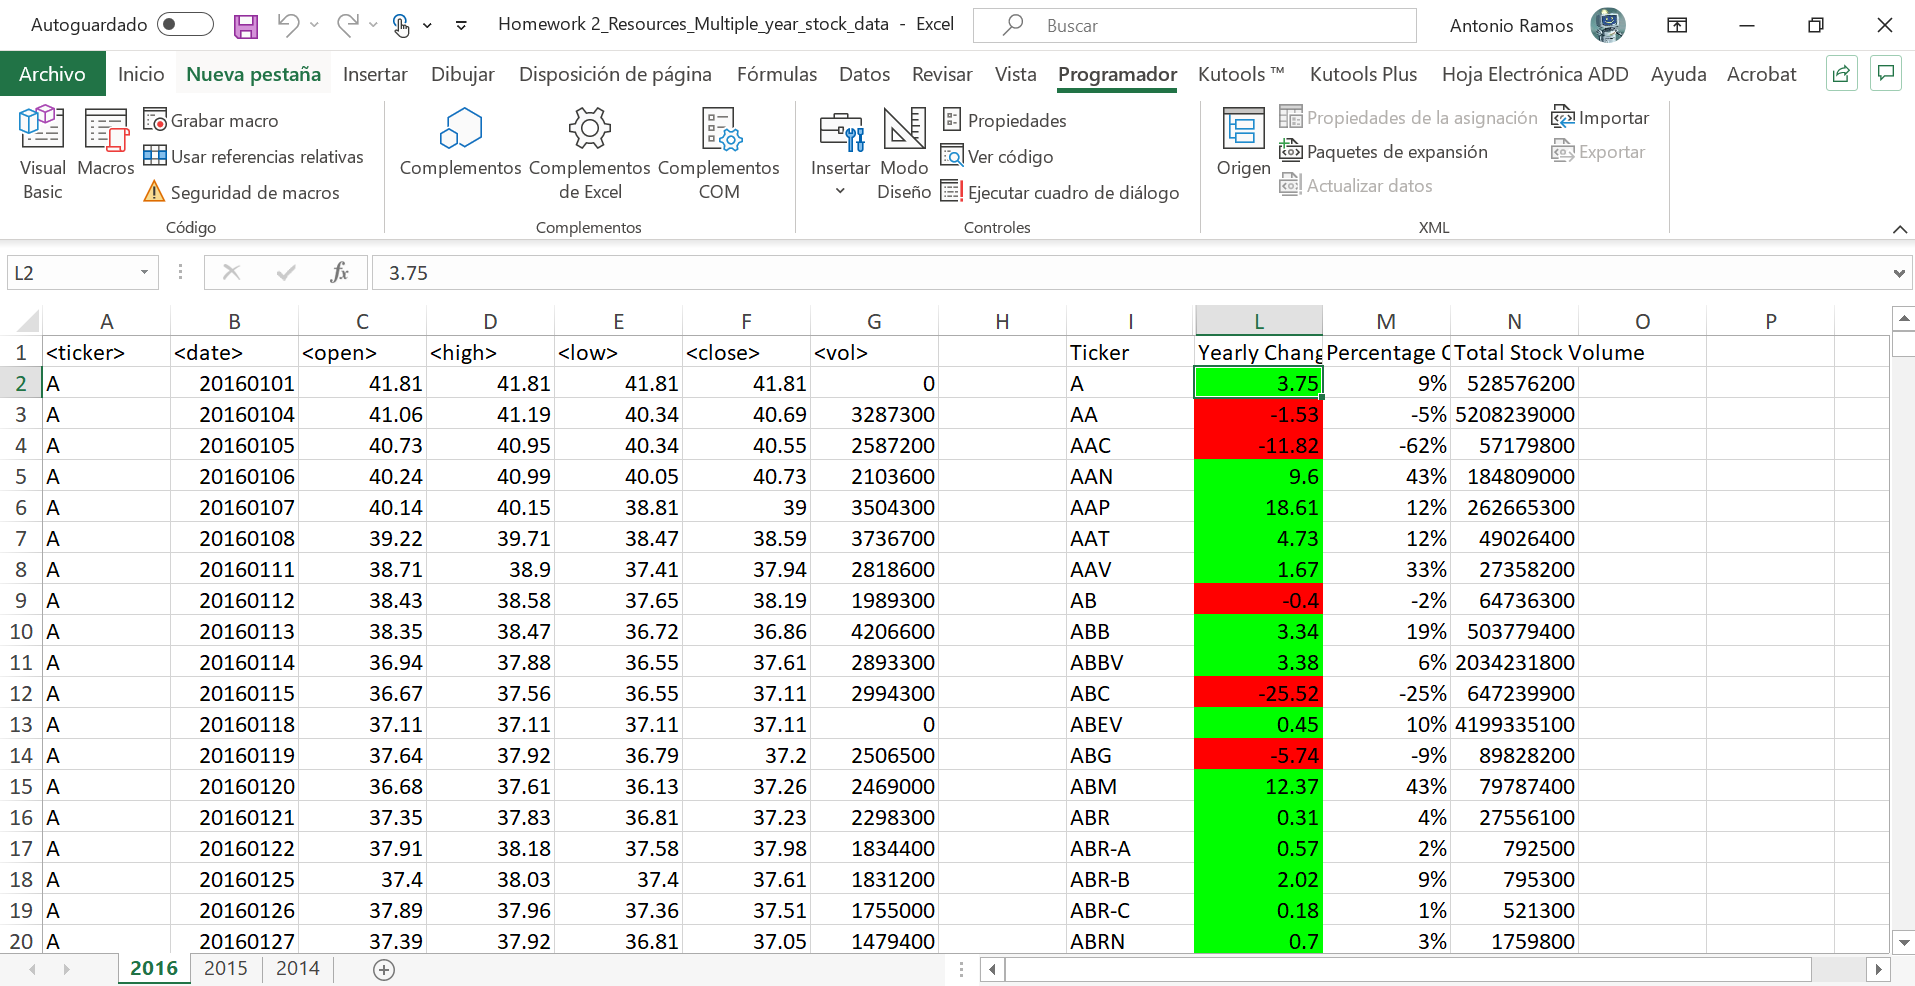 Autoguardado Homework 2_Resources_Multiple_year_stock_data - Excel Buscar Antonio Ramos
Archivo Inicio Nueva pestaña Insertar Dibujar Disposición de página Fórmulas Datos Revisar Vista Programador Kutools ™ Kutools Plus Hoja Electrónica ADD Ayuda Acrobat
Visual Basic
Macros
Grabar macro
Usar referencias relativas
Seguridad de macros
Código
Complementos
Complementos de Excel
Complementos COM
Complementos
Insertar
Modo Diseño
Propiedades
Ver código
Ejecutar cuadro de diálogo
Controles
Origen
Propiedades de la asignación
Paquetes de expansión
Actualizar datos
Importar
Exportar
XML
L2 fx 3.75
A B C D E F G H I L M N O P
1 <ticker> <date> <open> <high> <low> <close> <vol> Ticker Yearly Chang Percentage C Total Stock Volume
2 A 20160101 41.81 41.81 41.81 41.81 0 A 3.75 9% 528576200
3 A 20160104 41.06 41.19 40.34 40.69 3287300 AA -1.53 -5% 5208239000
4 A 20160105 40.73 40.95 40.34 40.55 2587200 AAC -11.82 -62% 57179800
5 A 20160106 40.24 40.99 40.05 40.73 2103600 AAN 9.6 43% 184809000
6 A 20160107 40.14 40.15 38.81 39 3504300 AAP 18.61 12% 262665300
7 A 20160108 39.22 39.71 38.47 38.59 3736700 AAT 4.73 12% 49026400
8 A 20160111 38.71 38.9 37.41 37.94 2818600 AAV 1.67 33% 27358200
9 A 20160112 38.43 38.58 37.65 38.19 1989300 AB -0.4 -2% 64736300
10 A 20160113 38.35 38.47 36.72 36.86 4206600 ABB 3.34 19% 503779400
11 A 20160114 36.94 37.88 36.55 37.61 2893300 ABBV 3.38 6% 2034231800
12 A 20160115 36.67 37.56 36.55 37.11 2994300 ABC -25.52 -25% 647239900
13 A 20160118 37.11 37.11 37.11 37.11 0 ABEV 0.45 10% 4199335100
14 A 20160119 37.64 37.92 36.79 37.2 2506500 ABG -5.74 -9% 89828200
15 A 20160120 36.68 37.61 36.13 37.26 2469000 ABM 12.37 43% 79787400
16 A 20160121 37.35 37.83 36.81 37.23 2298300 ABR 0.31 4% 27556100
17 A 20160122 37.91 38.18 37.58 37.98 1834400 ABR-A 0.57 2% 792500
18 A 20160125 37.4 38.03 37.4 37.61 1831200 ABR-B 2.02 9% 795300
19 A 20160126 37.89 37.96 37.36 37.51 1755000 ABR-C 0.18 1% 521300
20 A 20160127 37.39 37.92 36.81 37.05 1479400 ABRN 0.7 3% 1759800
2016 2015 2014